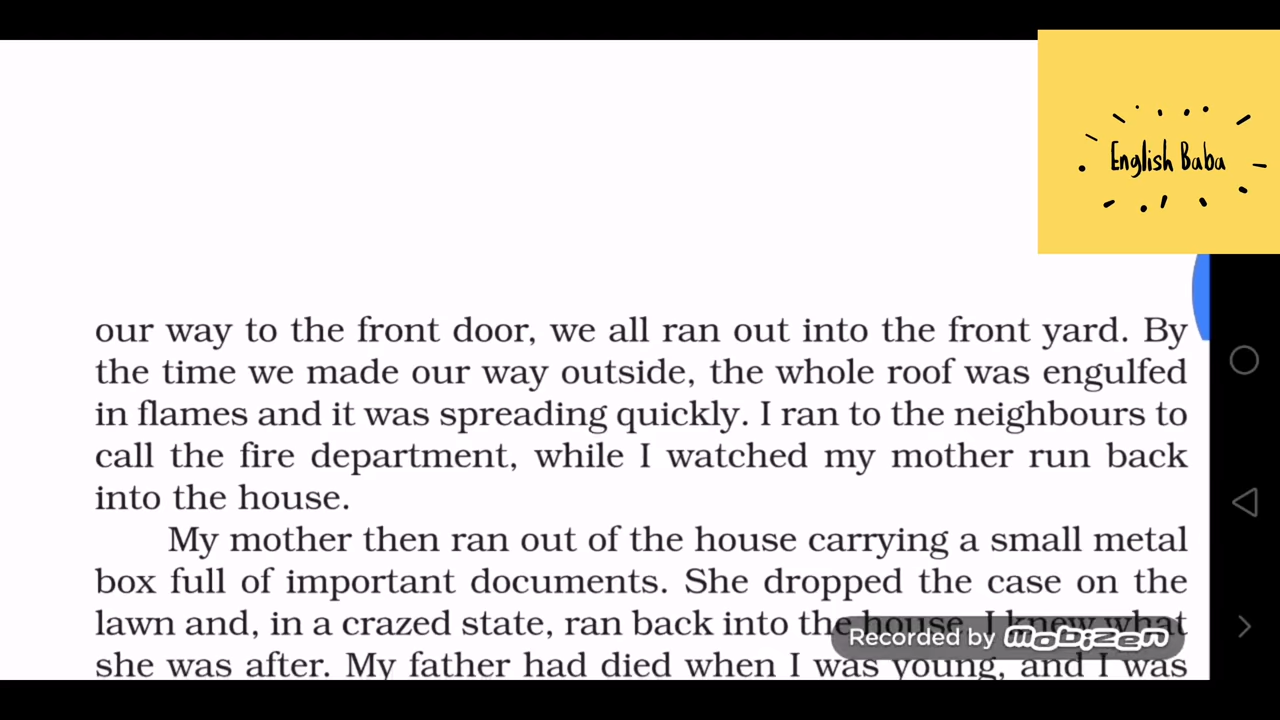 English Baba
our way to the front door, we all ran out into the front yard. By
the time we made our way outside, the whole roof was engulfed
in flames and it was spreading quickly. I ran to the neighbours to
call the fire department, while I watched my mother run back
into the house.
My mother then ran out of the house carrying a small metal
box full of important documents. She dropped the case on the
lawn and, in a crazed state, ran back into the house. I knew what
Recorded by mobizen
she was after. My father had died when I was young, and I was